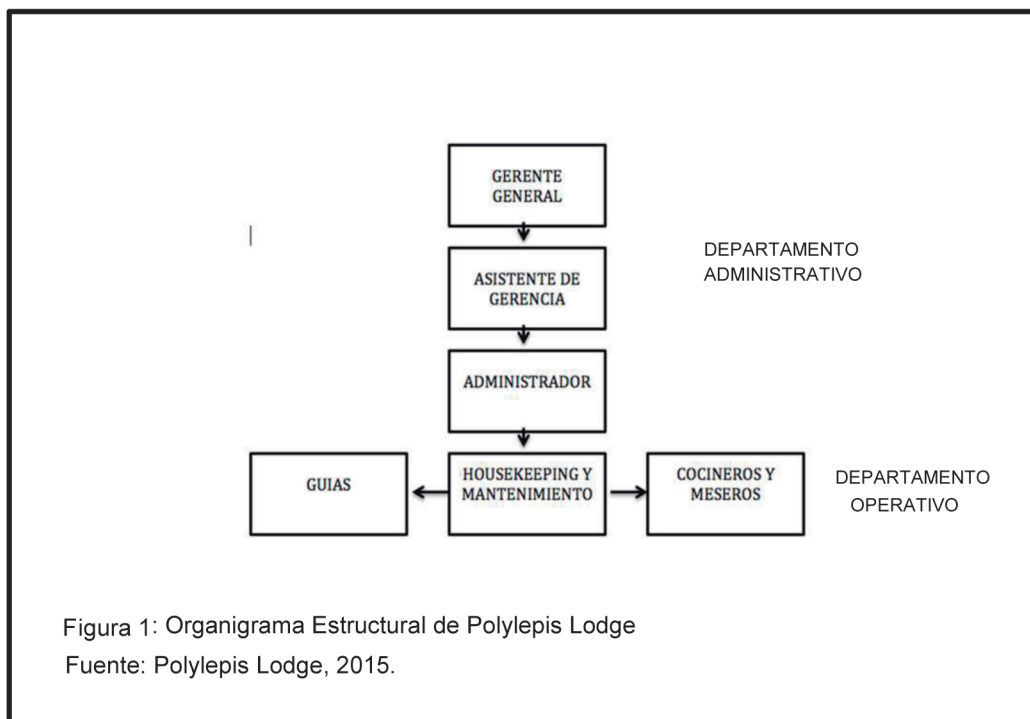 GERENTE
GENERAL
DEPARTAMENTO
ADMINISTRATIVO
ASISTENTE DE
GERENCIA
ADMINISTRADOR
GUIAS
HOUSEKEEPING Y
MANTENIMIENTO
COCINEROS Y
MESEROS
DEPARTAMENTO
OPERATIVO
Figura 1: Organigrama Estructural de Polylepis Lodge
Fuente: Polylepis Lodge, 2015.